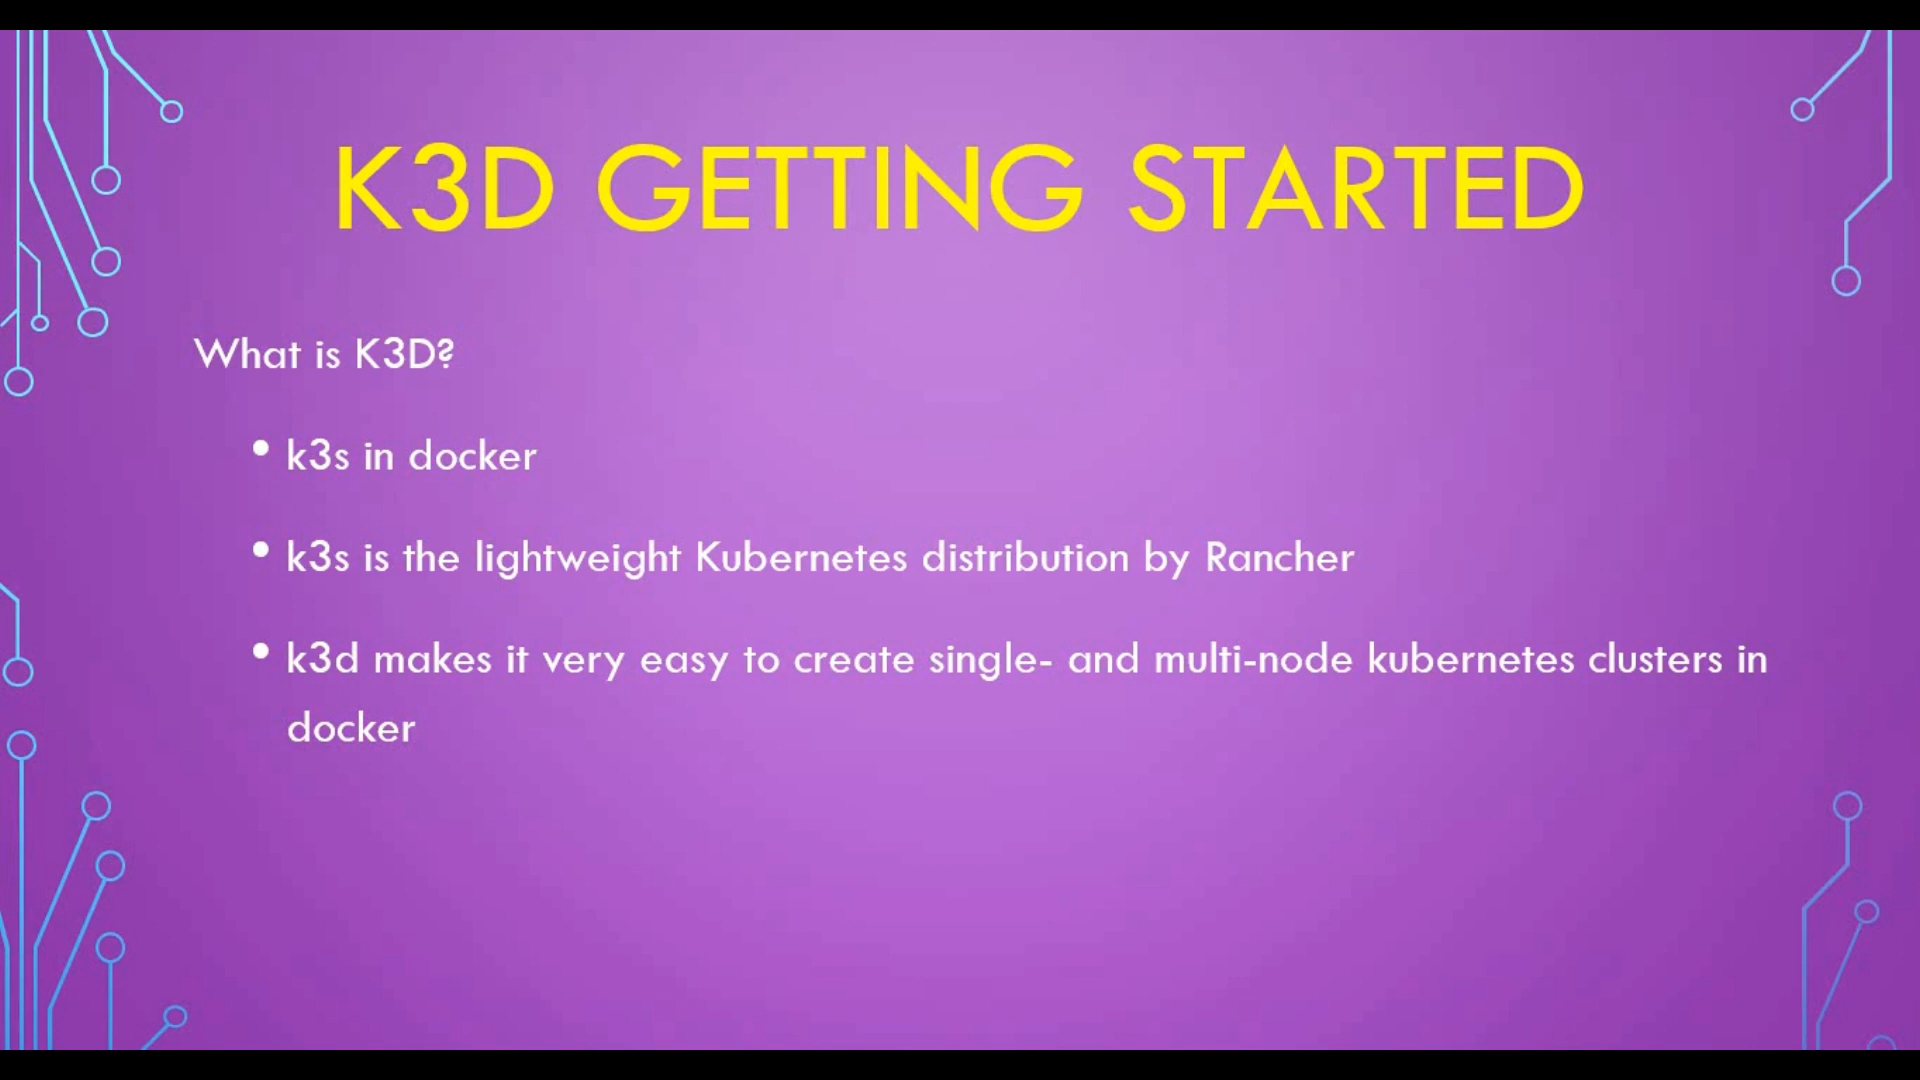 K3D GETTING STARTED
What is K3D?
• k3s in docker
• k3s is the lightweight Kubernetes distribution by Rancher
• k3d makes it very easy to create single- and multi-node kubernetes clusters in
docker